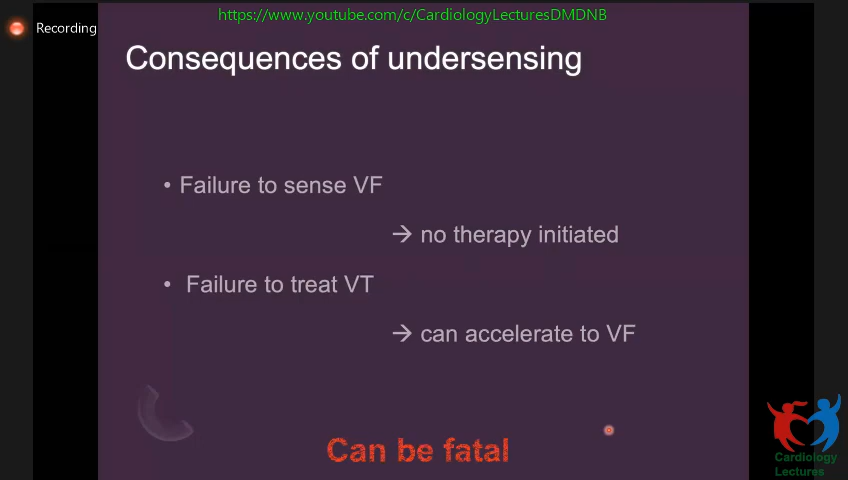 https://www.youtube.com/c/CardiologyLecturesDMDNB
Recording
Consequences of undersensing
• Failure to sense VF
→ no therapy initiated
• Failure to treat VT
→ can accelerate to VF
Can be fatal
Cardiology
Lectures